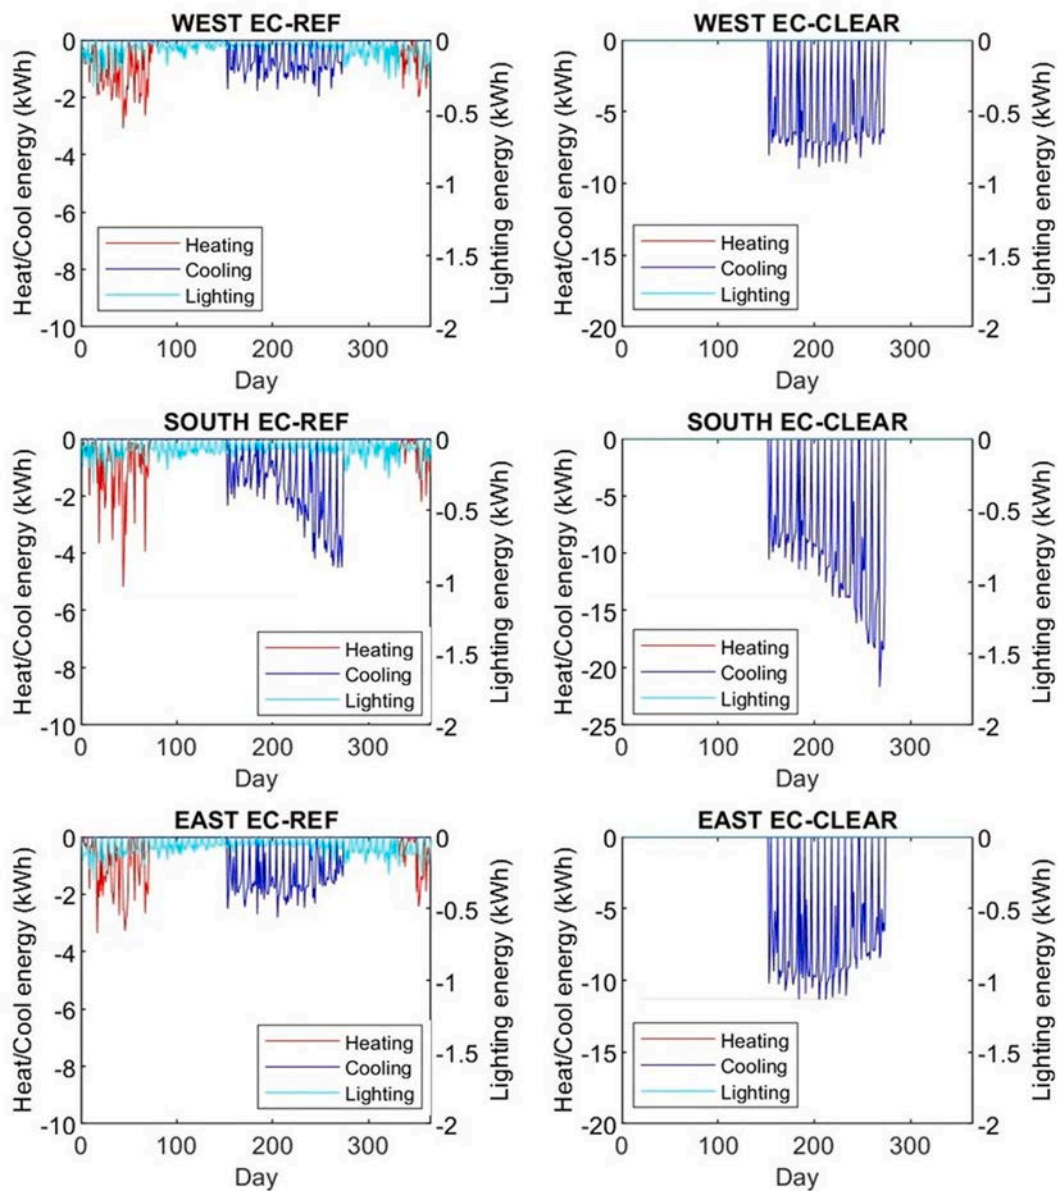 WEST EC-REF
Heat/Cool energy (kWh)
0
-2
-4
-6
-8
-10
Heating
Cooling
Lighting
0
-0.5
-1
-1.5
-2
Lighting energy (kWh)
0 100 200 300
Day
WEST EC-CLEAR
Heat/Cool energy (kWh)
0
-5
-10
-15
-20
Heating
Cooling
Lighting
0
-0.5
-1
-1.5
-2
Lighting energy (kWh)
0 100 200 300
Day
SOUTH EC-REF
Heat/Cool energy (kWh)
0
-2
-4
-6
-8
-10
Heating
Cooling
Lighting
0
-0.5
-1
-1.5
-2
Lighting energy (kWh)
0 100 200 300
Day
SOUTH EC-CLEAR
Heat/Cool energy (kWh)
0
-5
-10
-15
-20
-25
Heating
Cooling
Lighting
0
-0.5
-1
-1.5
-2
Lighting energy (kWh)
0 100 200 300
Day
EAST EC-REF
Heat/Cool energy (kWh)
0
-2
-4
-6
-8
-10
Heating
Cooling
Lighting
0
-0.5
-1
-1.5
-2
Lighting energy (kWh)
0 100 200 300
Day
EAST EC-CLEAR
Heat/Cool energy (kWh)
0
-5
-10
-15
-20
Heating
Cooling
Lighting
0
-0.5
-1
-1.5
-2
Lighting energy (kWh)
0 100 200 300
Day